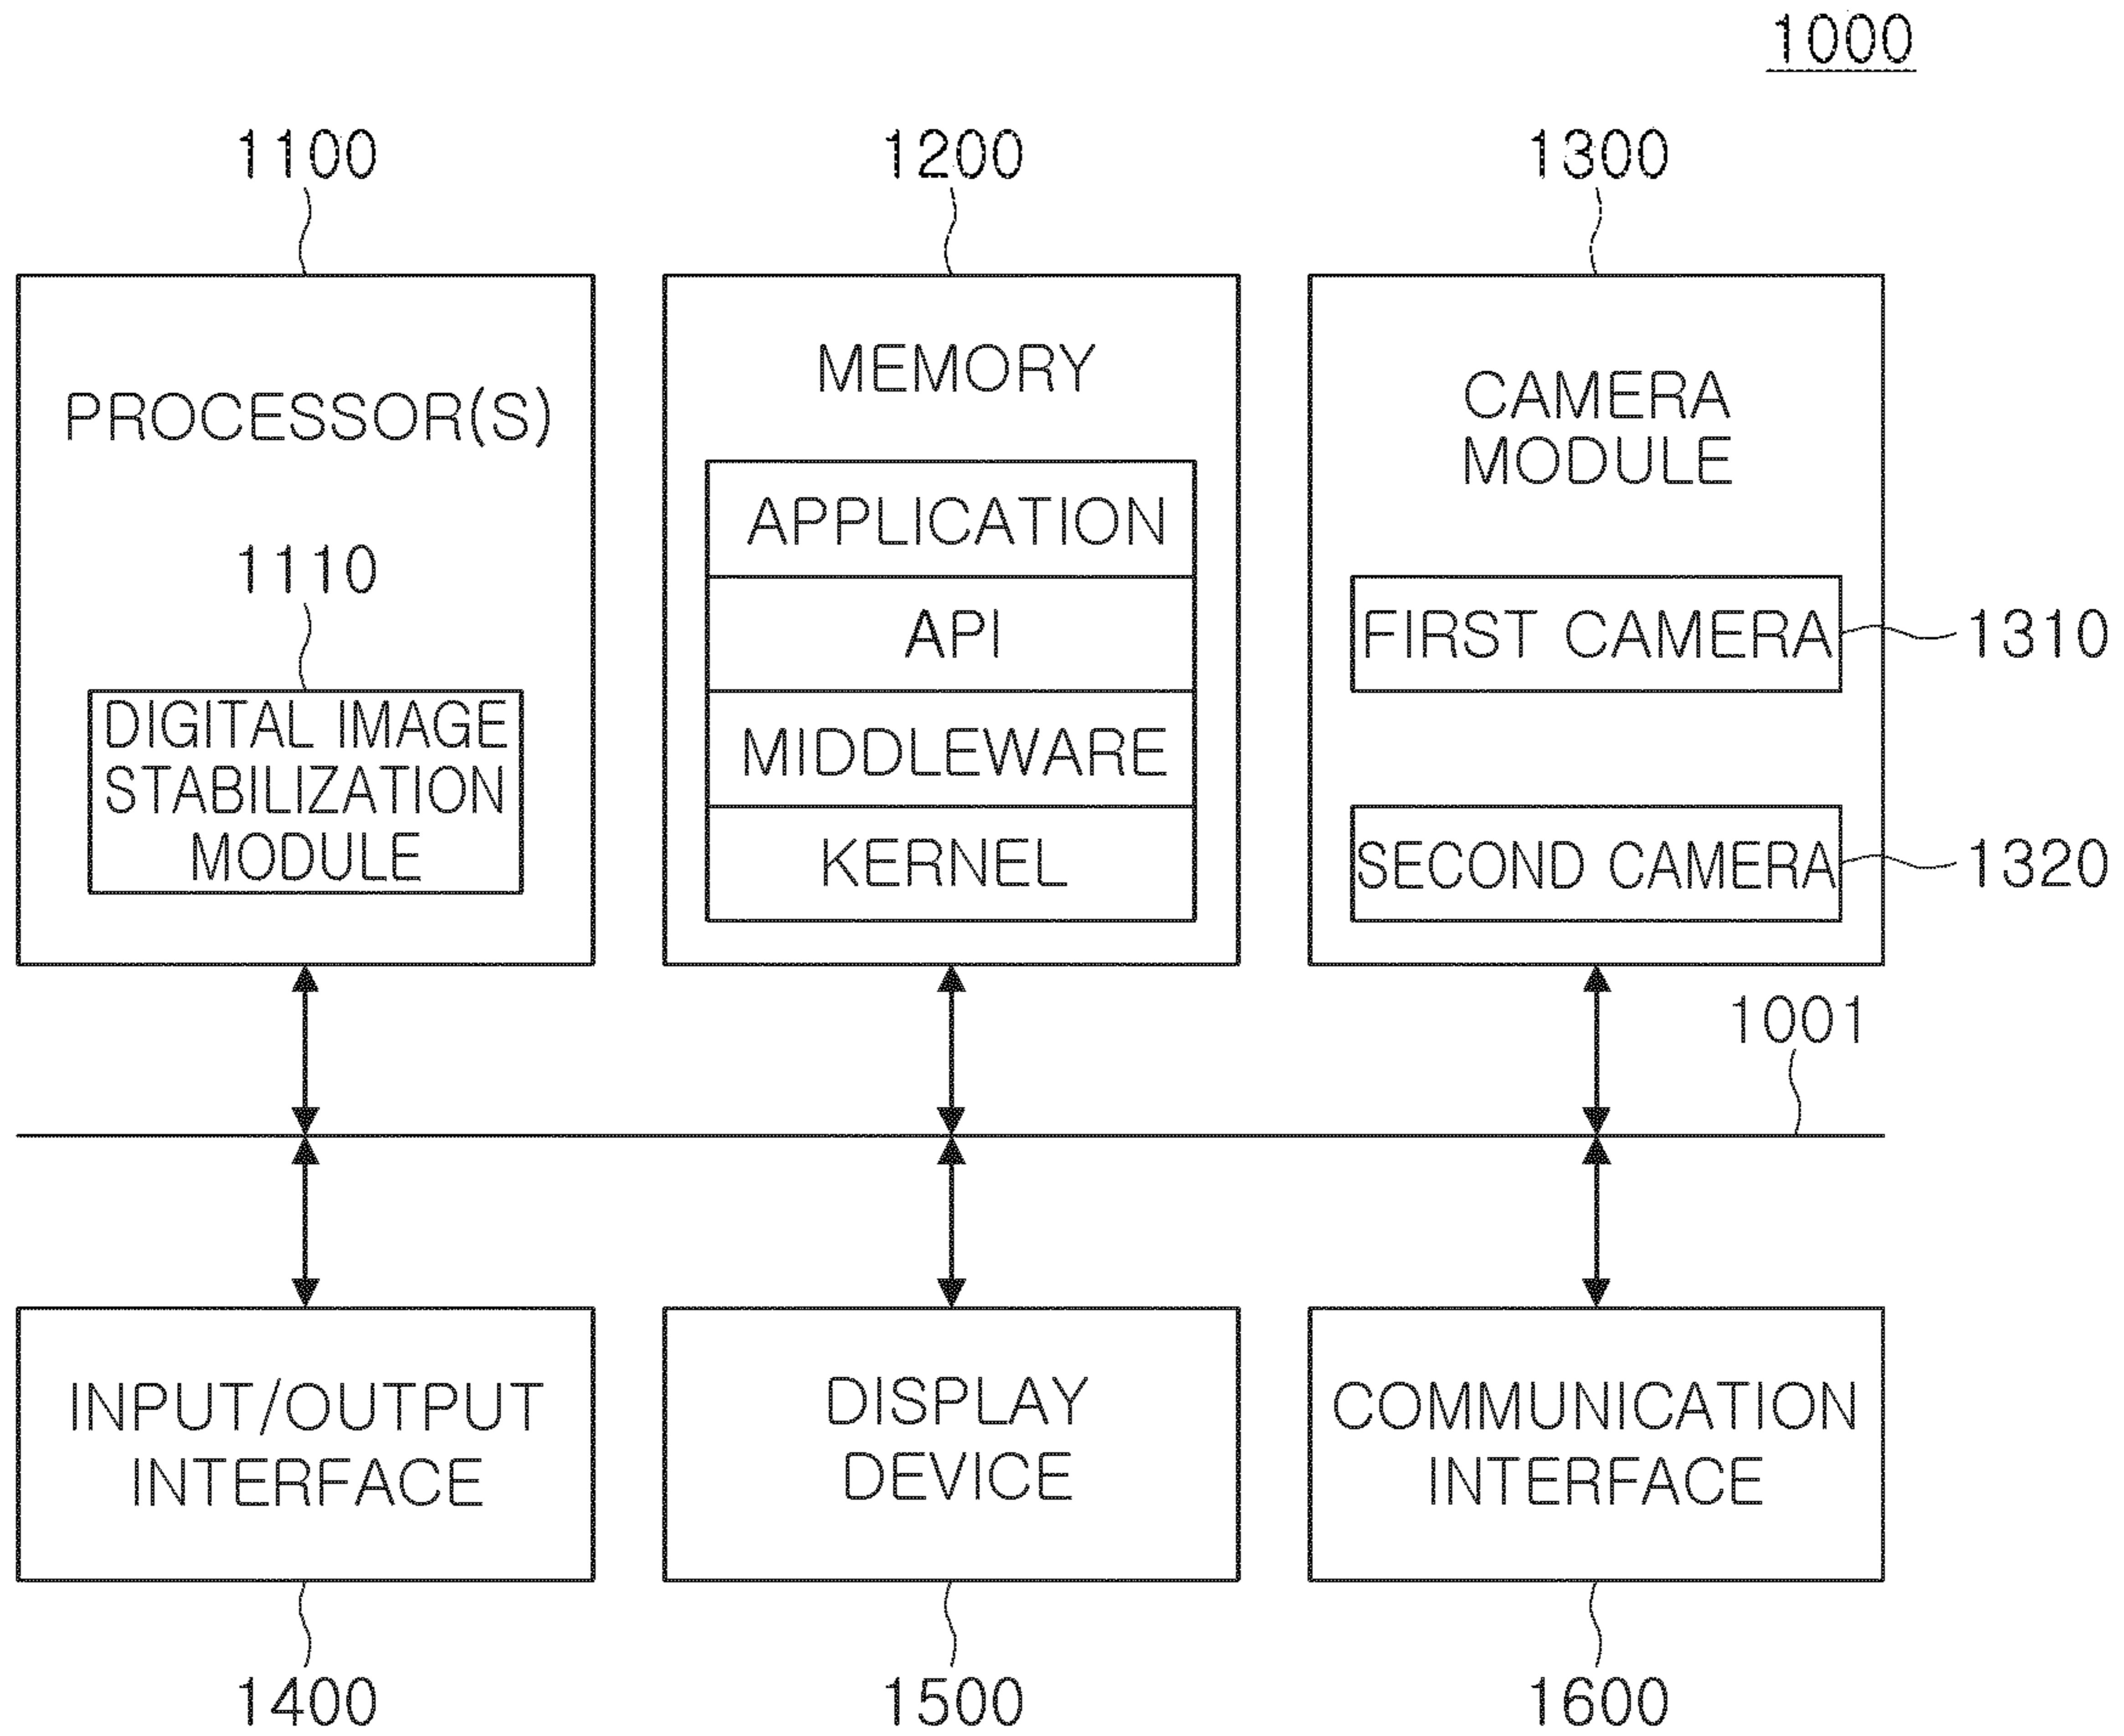 1000
1100
1200
1300
PROCESSOR(S)
1110
DIGITAL IMAGE
STABILIZATION
MODULE
MEMORY
APPLICATION
API
MIDDLEWARE
KERNEL
CAMERA
MODULE
FIRST CAMERA
1310
SECOND CAMERA
1320
1001
INPUT/OUTPUT
INTERFACE
DISPLAY
DEVICE
COMMUNICATION
INTERFACE
1400
1500
1600